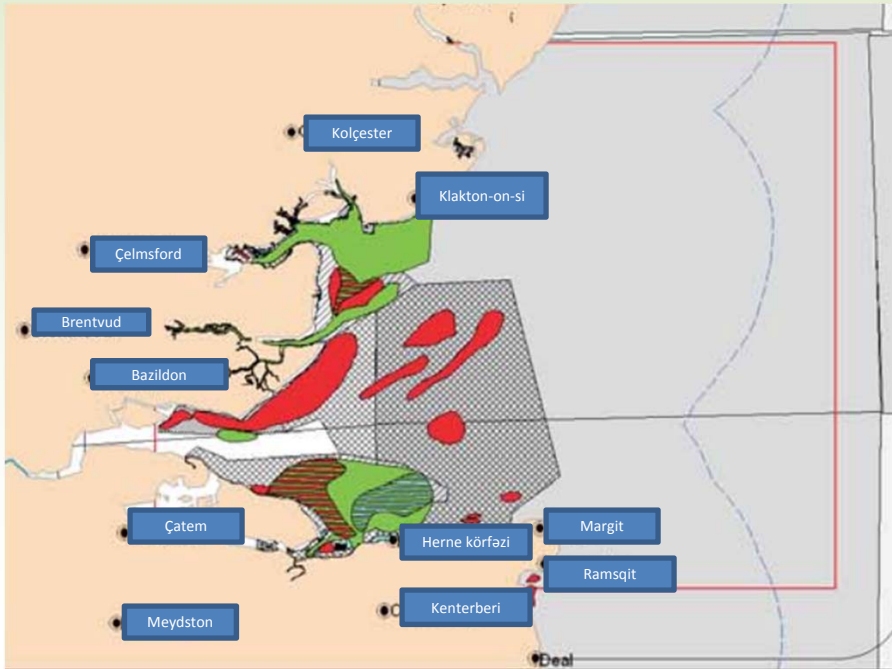 Kolçester
Klakton-on-si
Çelmsford
Brentvud
Bazildon
Çatem
Margit
Herne körfəzi
Ramsqit
Kenterberi
Meydston
Deal